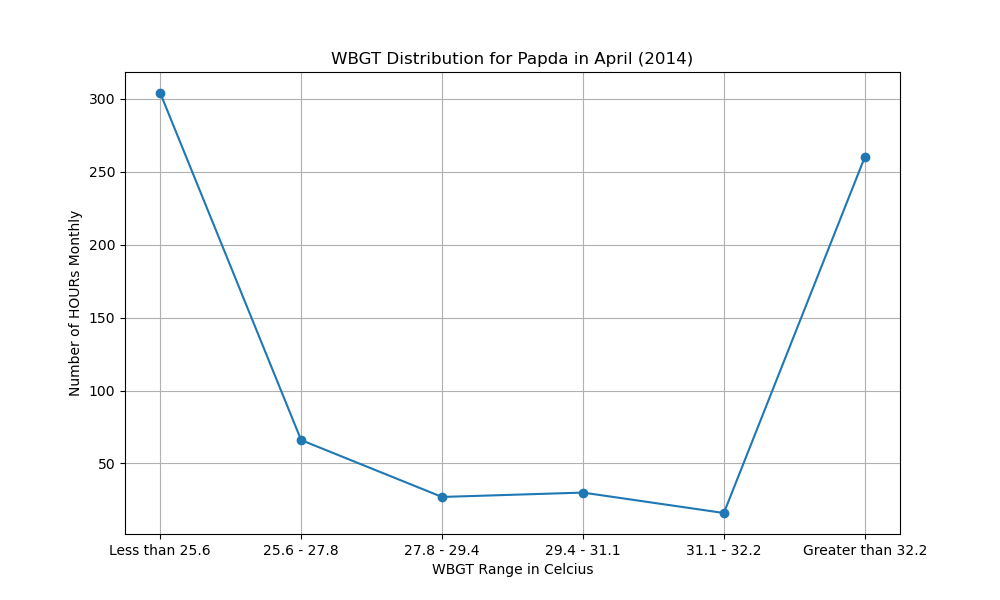 WBGT Distribution for Papda in April (2014)
Number of HOURs Monthly
300
250
200
150
100
50
Less than 25.6 25.6 - 27.8 27.8 - 29.4 29.4 - 31.1 31.1 - 32.2 Greater than 32.2
WBGT Range in Celcius